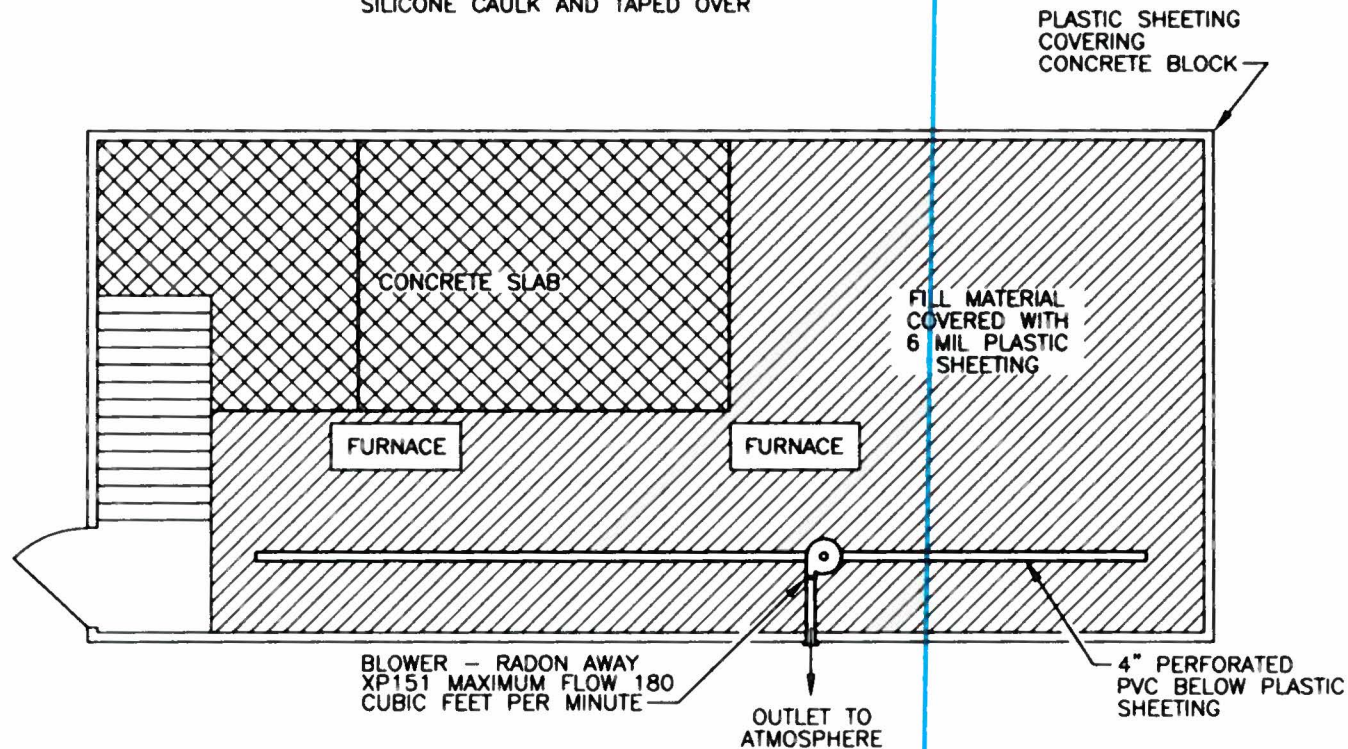 SILICONE CAULK AND TAPED OVER
PLASTIC SHEETING
COVERING
CONCRETE BLOCK
CONCRETE SLAB
FILL MATERIAL
COVERED WITH
6 MIL PLASTIC
SHEETING
FURNACE
FURNACE
BLOWER – RADON AWAY
XP151 MAXIMUM FLOW 180
CUBIC FEET PER MINUTE
OUTLET TO
ATMOSPHERE
4" PERFORATED
PVC BELOW PLASTIC
SHEETING